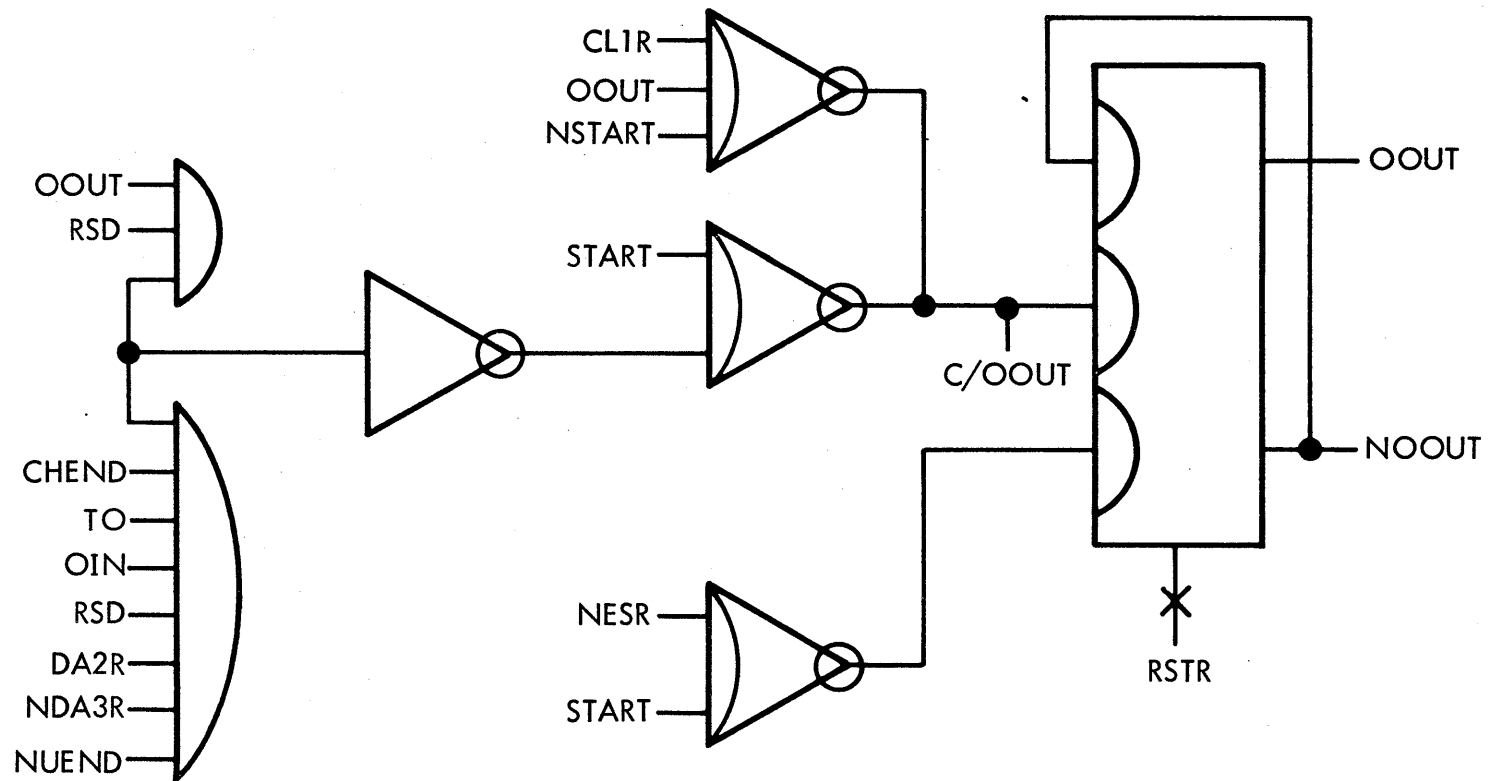 CL1R
OOUT
NSTART
OOUT
OOUT
RSD
START
C/OOUT
NOOUT
CHEND
TO
OIN
RSD
NESR
DA2R
RSTR
NDA3R
START
NUEND